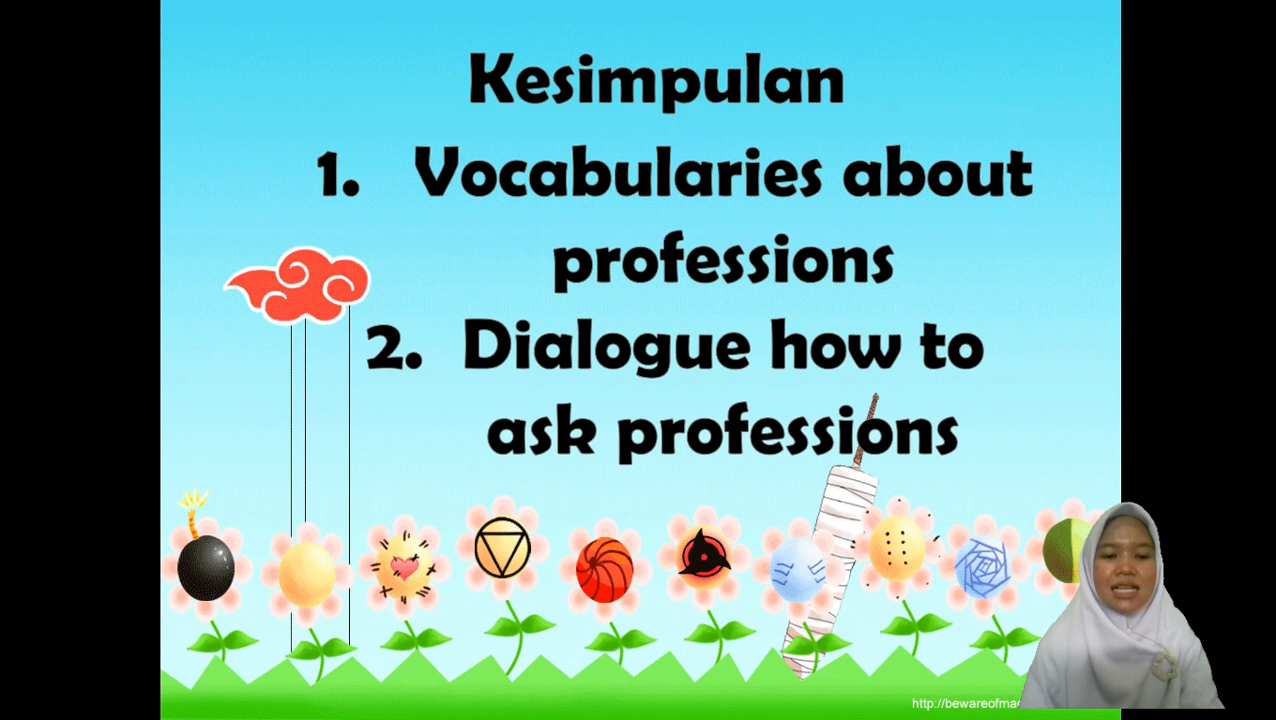 Kesimpulan
1. Vocabularies about
professions
2. Dialogue how to
ask professions